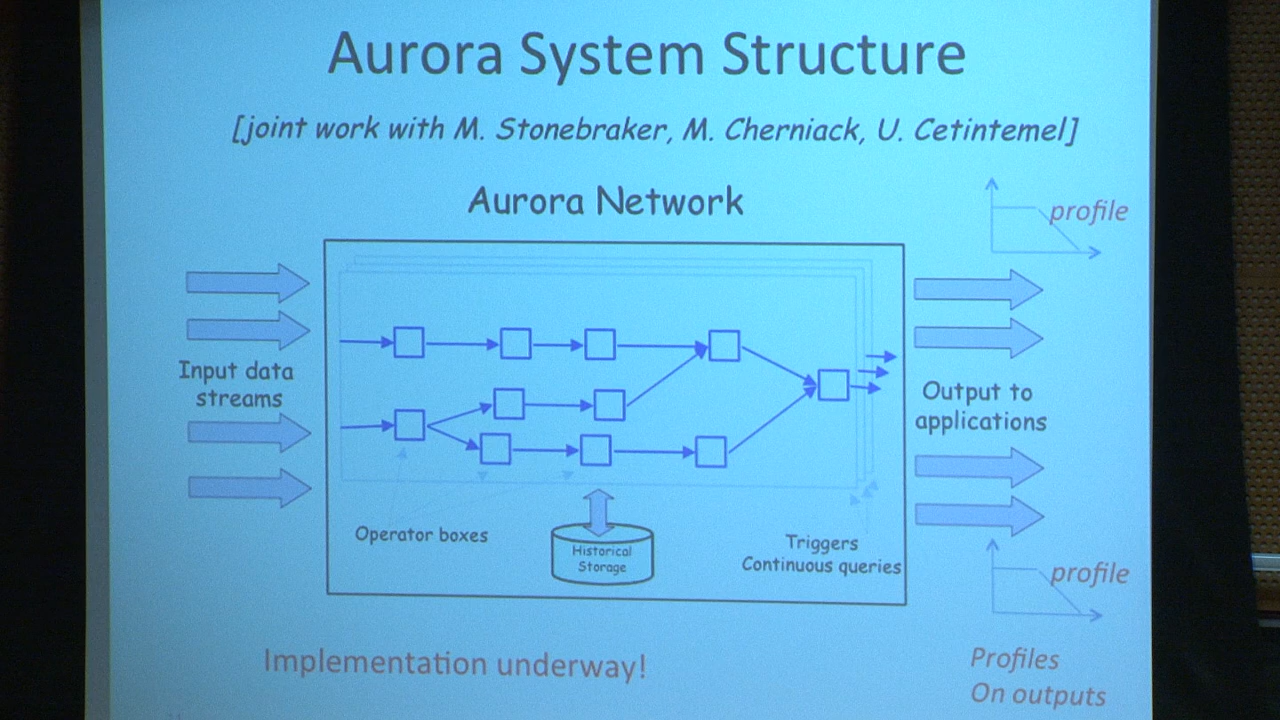 Aurora System Structure
[joint work with M. Stonebraker, M. Cherniack, U. Cetintemel]
Aurora Network
profile
Input data
streams
Output to
applications
Operator boxes
Historical
Storage
Triggers
Continuous queries
profile
Implementation underway!
Profiles
On outputs